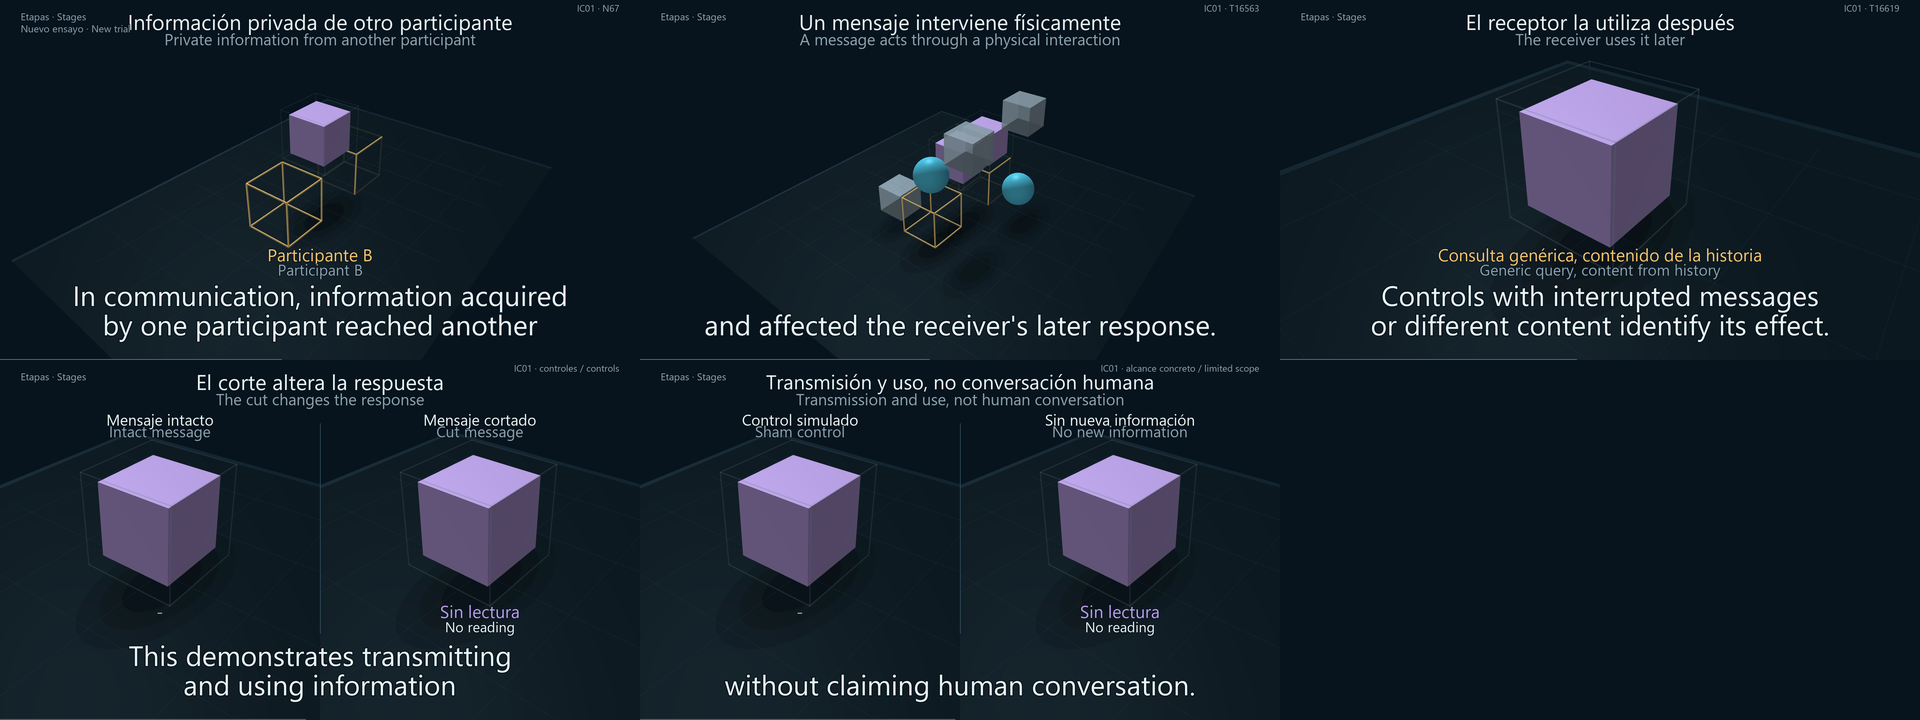 Etapas · Stages
Nuevo ensayo · New trial
IC01 · N67
Información privada de otro participante
Private information from another participant
Participante B
Participant B
In communication, information acquired
by one participant reached another
Etapas · Stages
IC01 · T16563
Un mensaje interviene físicamente
A message acts through a physical interaction
and affected the receiver's later response.
Etapas · Stages
IC01 · T16619
El receptor la utiliza después
The receiver uses it later
Consulta genérica, contenido de la historia
Generic query, content from history
Controls with interrupted messages
or different content identify its effect.
Etapas · Stages
IC01 · controles / controls
El corte altera la respuesta
The cut changes the response
Mensaje intacto
Intact message
-
Mensaje cortado
Cut message
Sin lectura
No reading
This demonstrates transmitting
and using information
Etapas · Stages
IC01 · alcance concreto / limited scope
Transmisión y uso, no conversación humana
Transmission and use, not human conversation
Control simulado
Sham control
-
Sin nueva información
No new information
Sin lectura
No reading
without claiming human conversation.